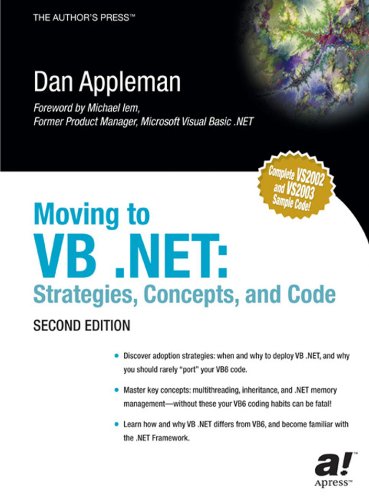 THE AUTHOR'S PRESS™
Dan Appleman
Foreword by Michael Iem,
Former Product Manager, Microsoft Visual Basic .NET
Complete VS2002
and VS2003
Sample Code!
Moving to
VB .NET:
Strategies, Concepts, and Code
SECOND EDITION
• Discover adoption strategies: when and why to deploy VB .NET, and why
you should rarely "port" your VB6 code.
• Master key concepts: multithreading, inheritance, and .NET memory
management—without these your VB6 coding habits can be fatal!
• Learn how and why VB .NET differs from VB6, and become familiar with
the .NET Framework.
a!
Apress™